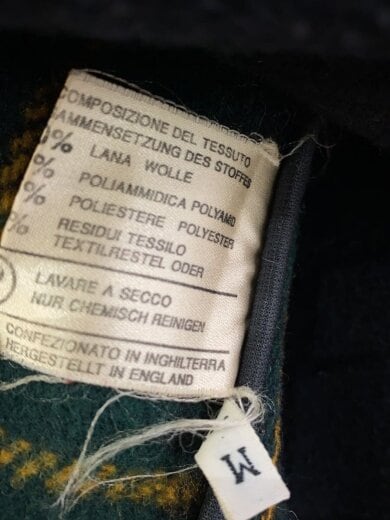 COMPOSIZIONE DEL TESSUTO
AMMENSETZUNG DES STOFFES
% LANA WOLLE
% POLIAMMIDICA POLYAMID
% POLIESTERE POLYESTER
% RESIDUI TESSILO
TEXTILRESTEL ODER
LAVARE A SECCO
NUR CHEMISCH REINIGEN
CONFEZIONATO IN INGHILTERRA
HERGESTELLT IN ENGLAND
M